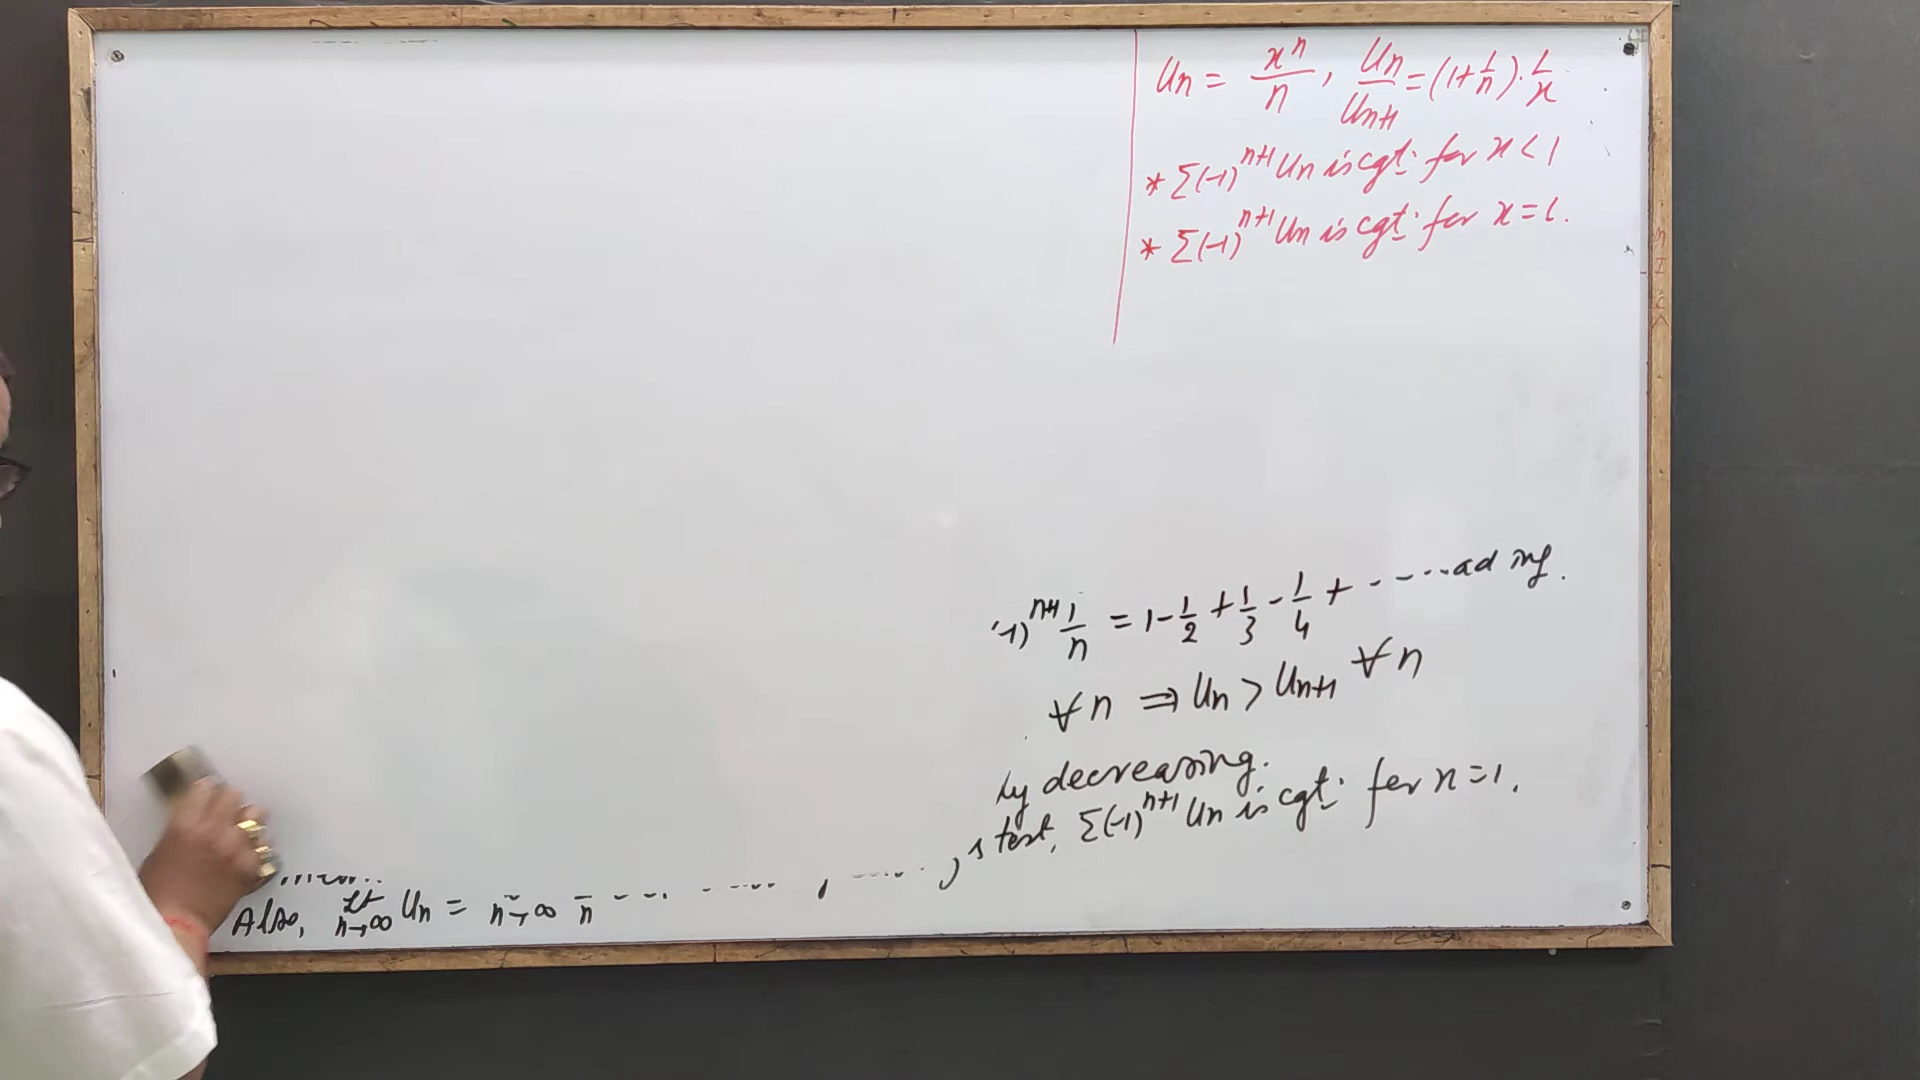 Un = xⁿ/n, Un/Un+1 = (1+1/n)·1/x
* Σ(-1)ⁿ⁺¹ Un is cgt. for x < 1
* Σ(-1)ⁿ⁺¹ Un is cgt. for x = 1.
-1)ⁿ⁺¹ 1/n = 1 - 1/2 + 1/3 - 1/4 + ----- ad inf.
∀ n ⇒ Un > Un+1 ∀ n
ly decreasing.
s test, Σ(-1)ⁿ⁺¹ Un is cgt. for x = 1.
Also, Lt n→∞ Un = n→∞ n